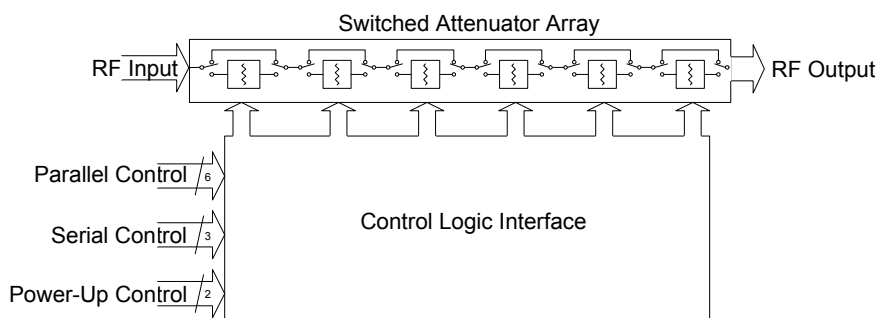 Switched Attenuator Array
RF Input
RF Output
Parallel Control
6
Control Logic Interface
Serial Control
3
Power-Up Control
2